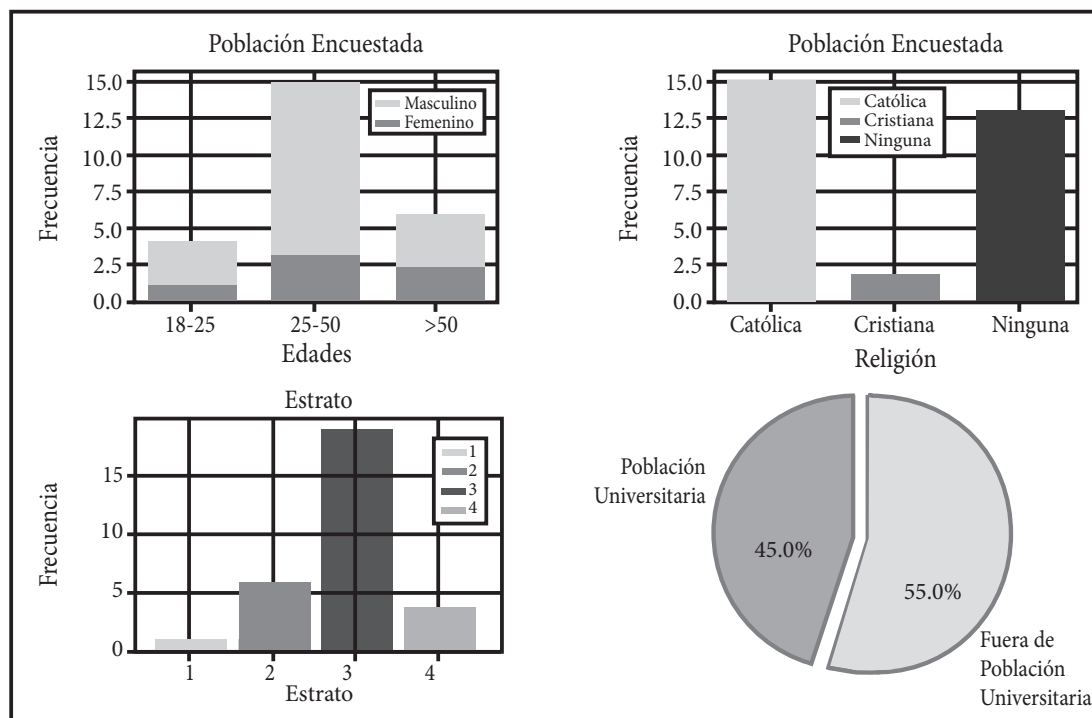 Población Encuestada
15.0
12.5
10.0
7.5
5.0
2.5
0.0
Frecuencia
Masculino
Femenino
18-25
25-50
>50
Edades
Población Encuestada
15.0
12.5
10.0
7.5
5.0
2.5
0.0
Frecuencia
Católica
Cristiana
Ninguna
Católica
Cristiana
Ninguna
Religión
Estrato
15
10
5
0
Frecuencia
1
2
3
4
1
2
3
4
Estrato
Población
Universitaria
45.0%
55.0%
Fuera de
Población
Universitaria